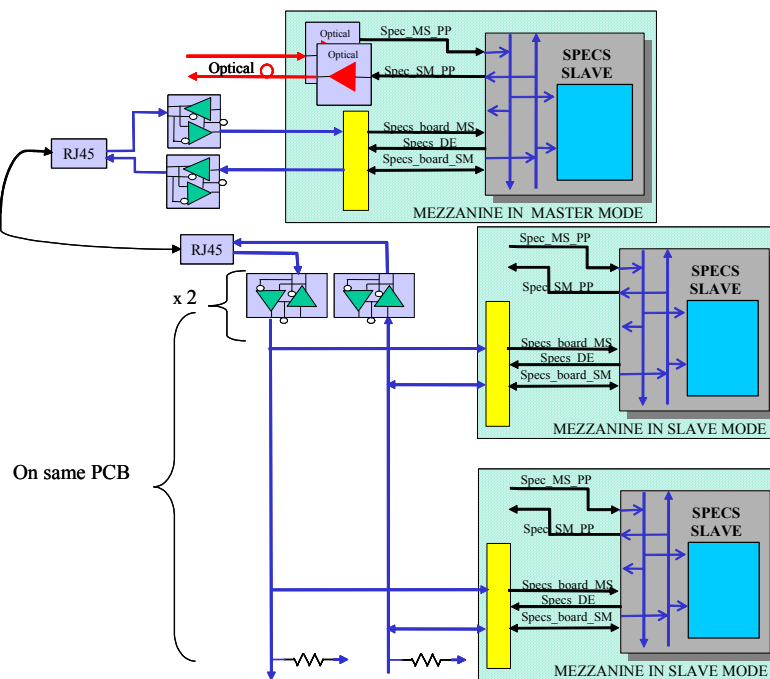 Optical
Optical
Optical
Spec_MS_PP
Spec_SM_PP
SPECS
SLAVE
RJ45
Specs_board_MS
Specs_DE
Specs_board_SM
MEZZANINE IN MASTER MODE
RJ45
x 2
Spec_MS_PP
Spec_SM_PP
SPECS
SLAVE
Specs_board_MS
Specs_DE
Specs_board_SM
MEZZANINE IN SLAVE MODE
On same PCB
Spec_MS_PP
Spec_SM_PP
SPECS
SLAVE
Specs_board_MS
Specs_DE
Specs_board_SM
MEZZANINE IN SLAVE MODE